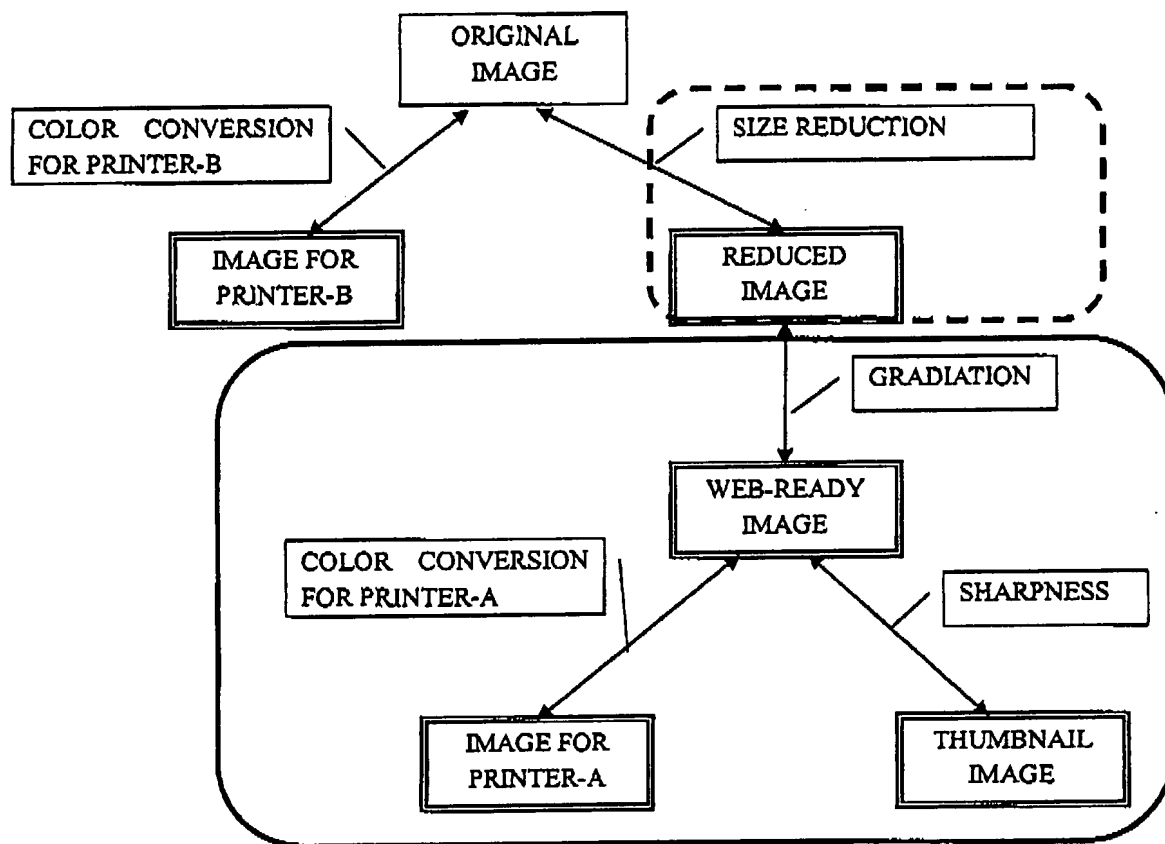 ORIGINAL
IMAGE
COLOR CONVERSION
FOR PRINTER-B
SIZE REDUCTION
IMAGE FOR
PRINTER-B
REDUCED
IMAGE
GRADIATION
WEB-READY
IMAGE
COLOR CONVERSION
FOR PRINTER-A
SHARPNESS
IMAGE FOR
PRINTER-A
THUMBNAIL
IMAGE